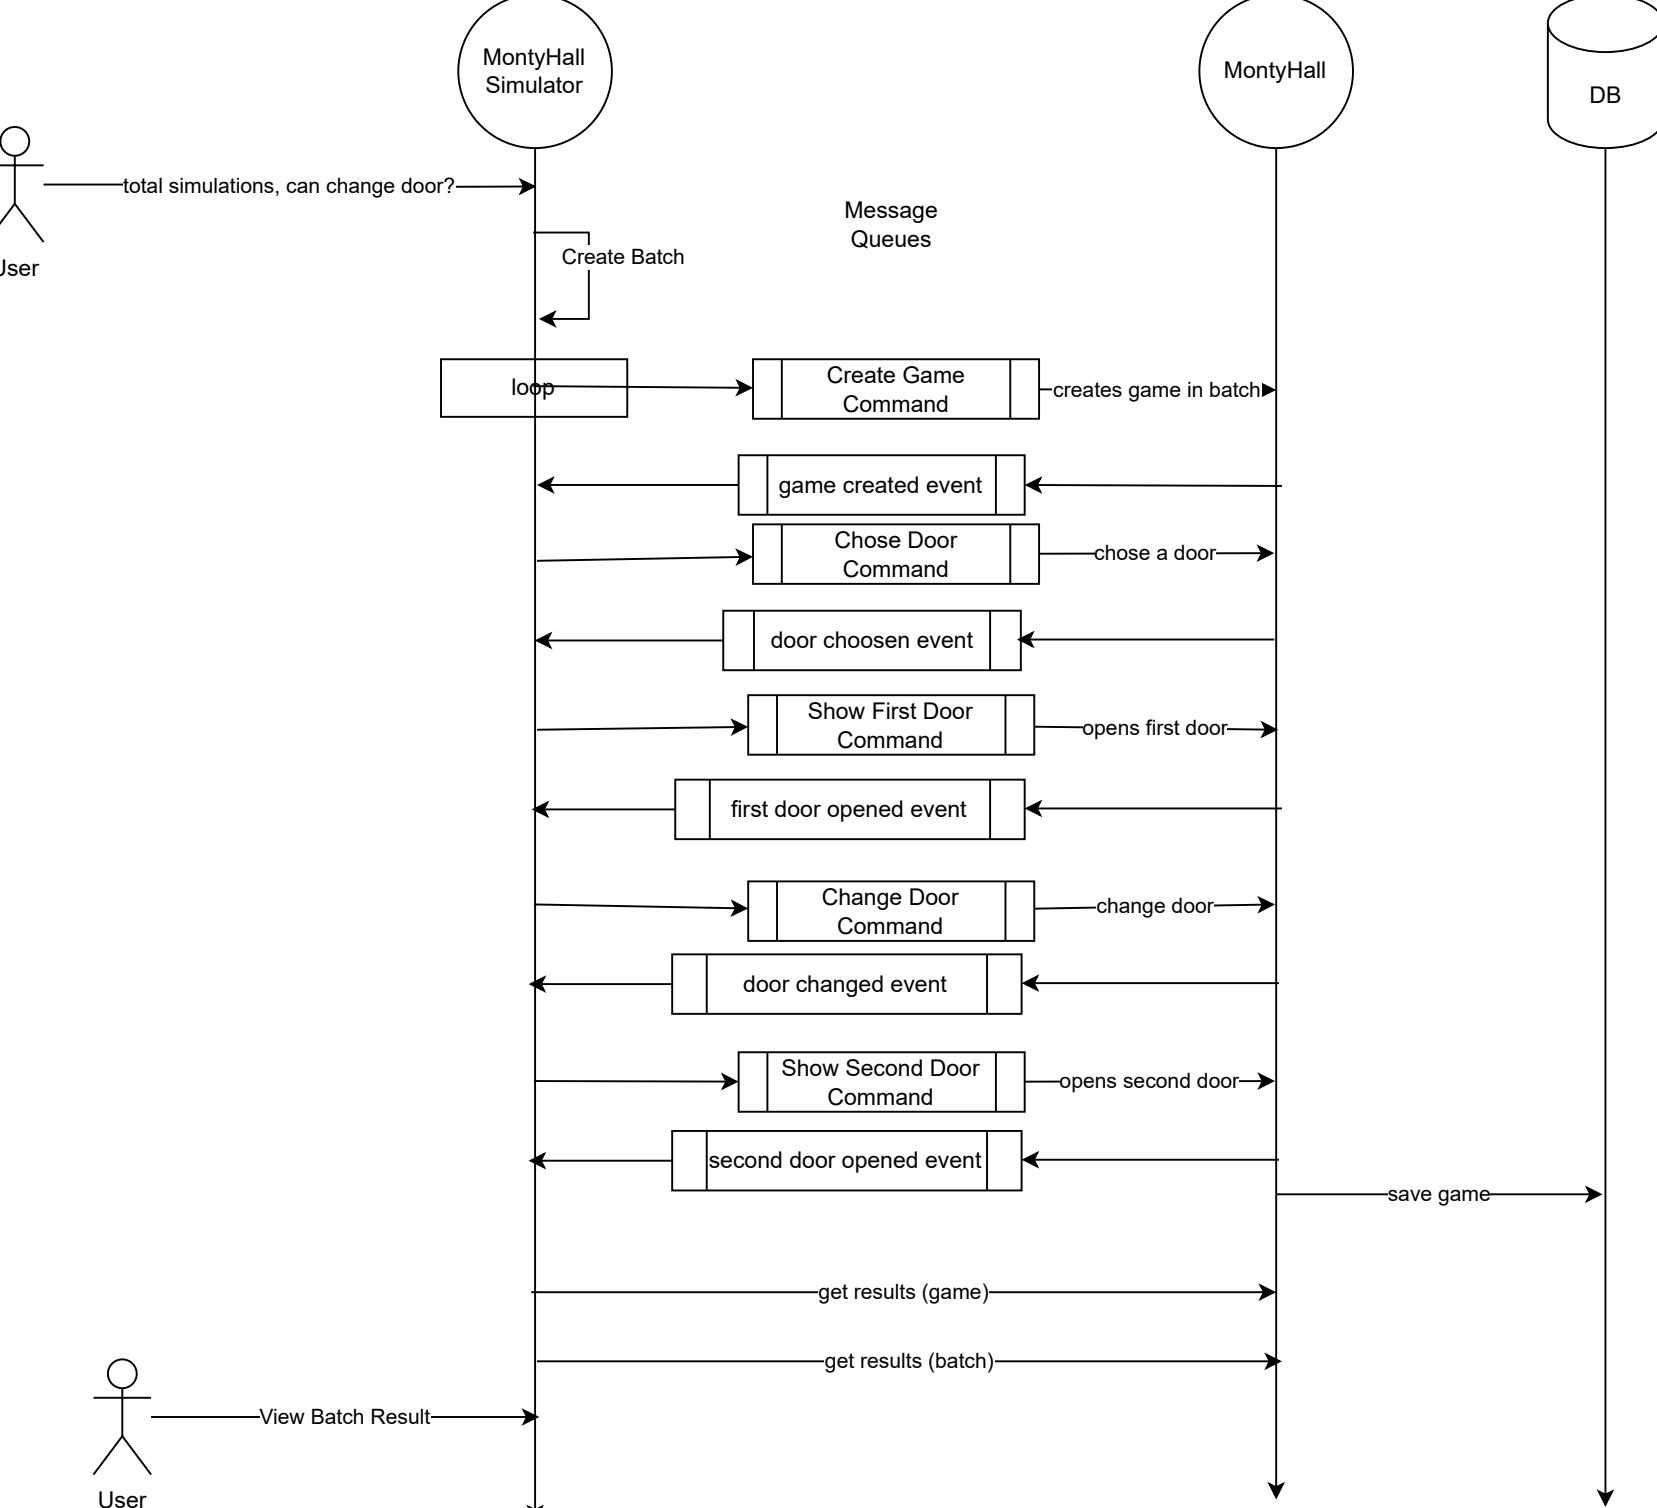 MontyHall
Simulator
MontyHall
DB
total simulations, can change door?
Message
Queues
User
Create Batch
loop
Create Game
Command
creates game in batch
game created event
Chose Door
Command
chose a door
door choosen event
Show First Door
Command
opens first door
first door opened event
Change Door
Command
change door
door changed event
Show Second Door
Command
opens second door
second door opened event
save game
get results (game)
get results (batch)
View Batch Result
User